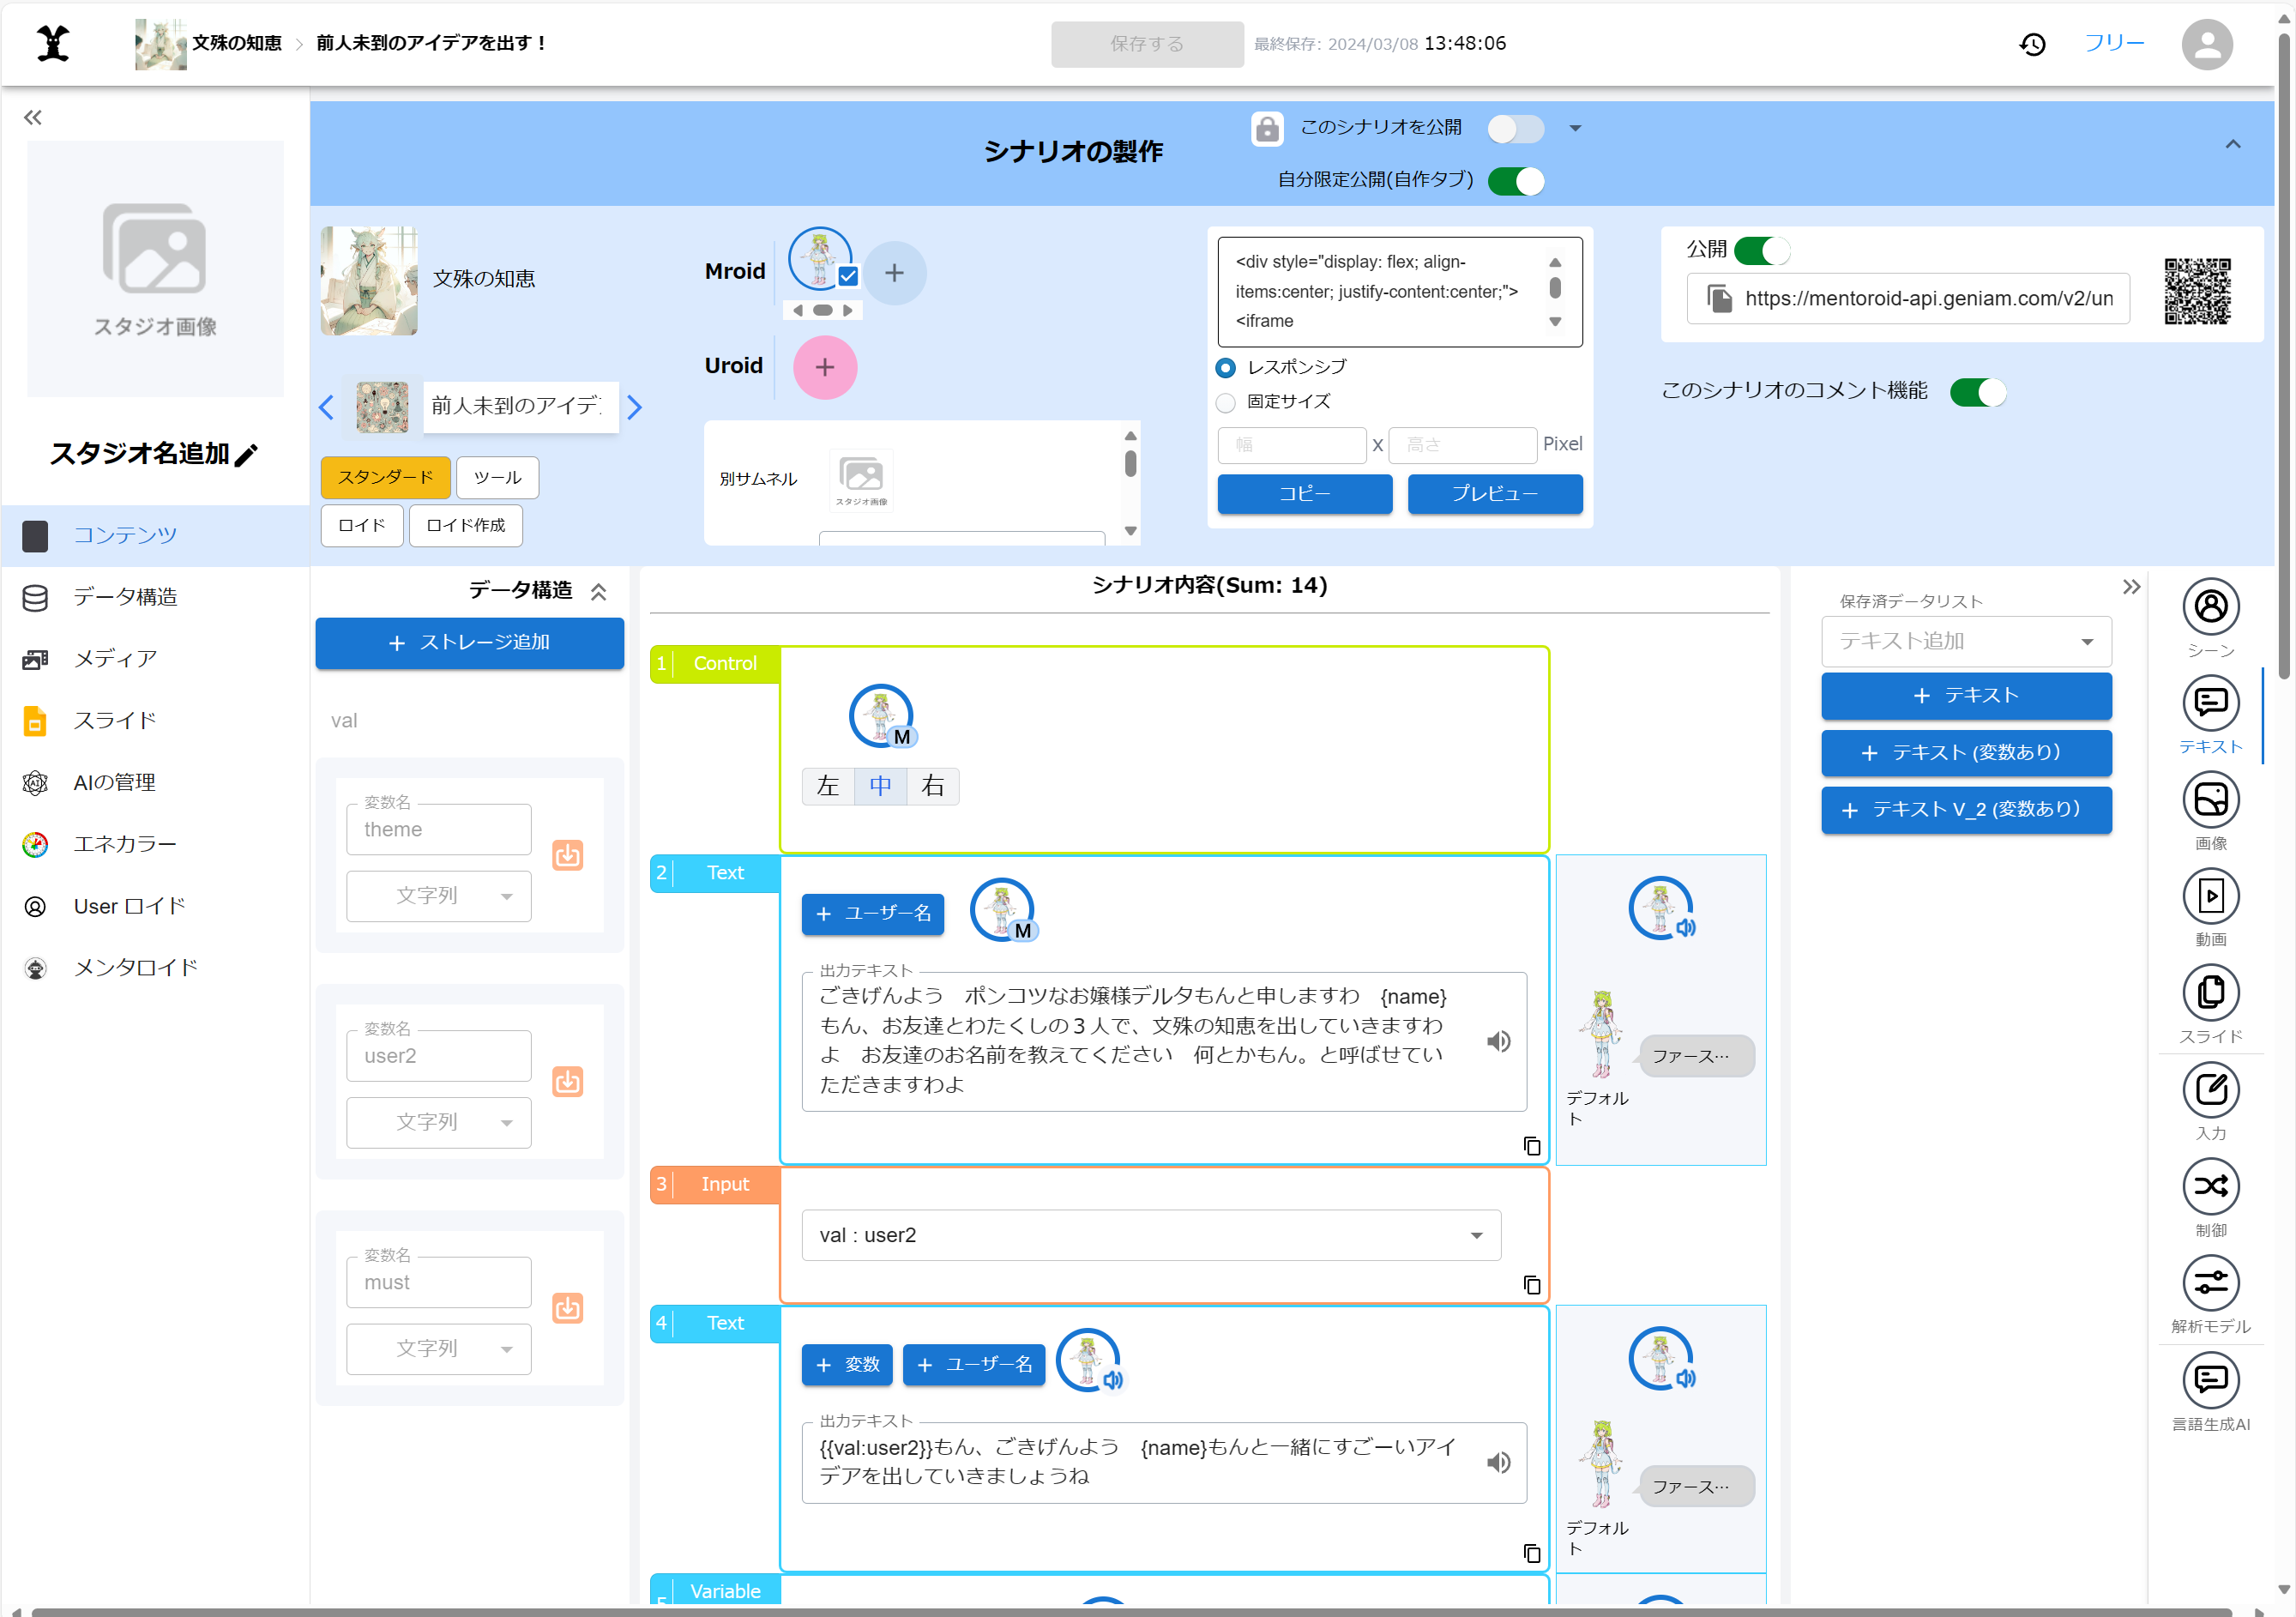 文殊の知恵 > 前人未到のアイデアを出す！
保存する
最終保存: 2024/03/08 13:48:06
フリー
スタジオ画像
スタジオ名追加
コンテンツ
データ構造
メディア
スライド
AIの管理
エネカラー
User ロイド
メンタロイド
シナリオの製作
このシナリオを公開
自分限定公開(自作タブ)
文殊の知恵
前人未到のアイデ
スタンダード
ツール
ロイド
ロイド作成
Mroid
Uroid
別サムネル
スタジオ画像
<div style="display: flex; align-
items:center; justify-content:center;">
<iframe
レスポンシブ
固定サイズ
幅 X 高さ Pixel
コピー
プレビュー
公開
https://mentoroid-api.geniam.com/v2/un
このシナリオのコメント機能
データ構造
+ ストレージ追加
val
変数名
theme
文字列
変数名
user2
文字列
変数名
must
文字列
シナリオ内容(Sum: 14)
1 Control
M
左 中 右
2 Text
+ ユーザー名
M
出力テキスト
ごきげんよう　ポンコツなお嬢様デルタもんと申しますわ　{name}
もん、お友達とわたくしの３人で、文殊の知恵を出していきますわ
よ　お友達のお名前を教えてください　何とかもん。と呼ばせてい
ただきますわよ
ファース…
デフォル
ト
3 Input
val : user2
4 Text
+ 変数
+ ユーザー名
出力テキスト
{{val:user2}}もん、ごきげんよう　{name}もんと一緒にすごーいアイ
デアを出していきましょうね
ファース…
デフォル
ト
5 Variable
保存済データリスト
テキスト追加
+ テキスト
+ テキスト (変数あり)
+ テキスト V_2 (変数あり)
シーン
テキスト
画像
動画
スライド
入力
制御
解析モデル
言語生成AI